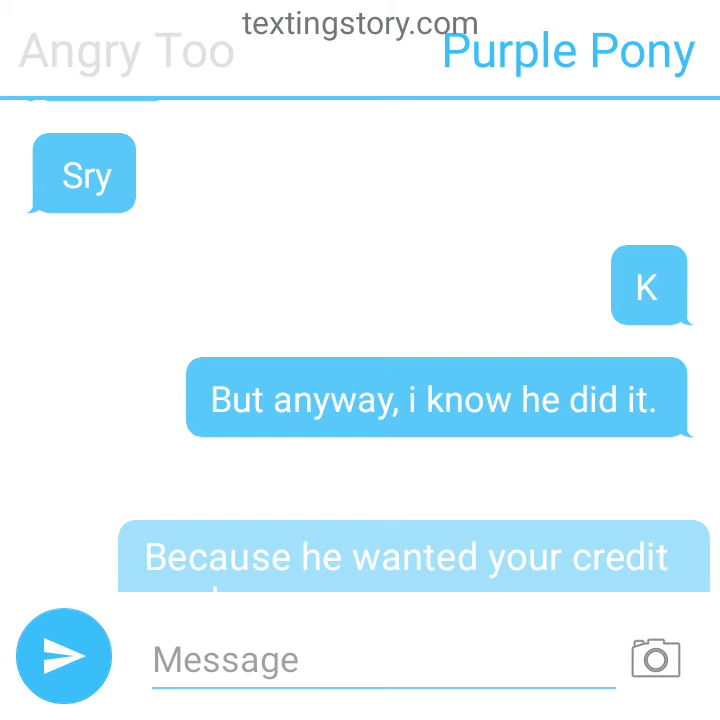 textingstory.com
Angry Too
Purple Pony
Sry
K
But anyway, i know he did it.
Because he wanted your credit
Message